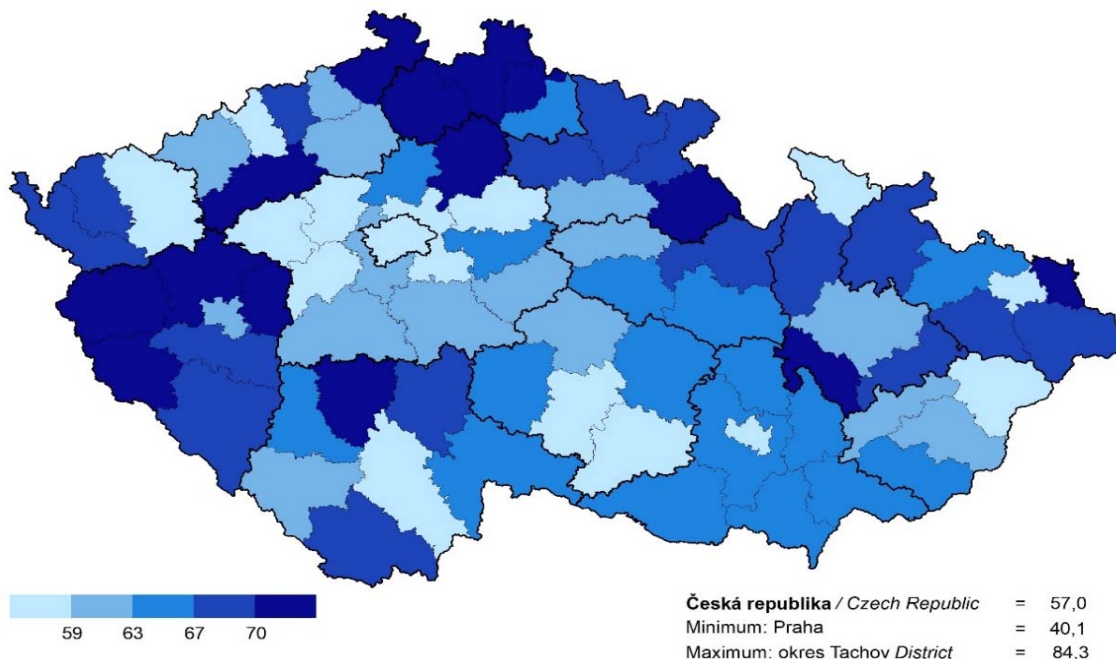 59 63 67 70
Česká republika / Czech Republic = 57,0
Minimum: Praha = 40,1
Maximum: okres Tachov District = 84,3